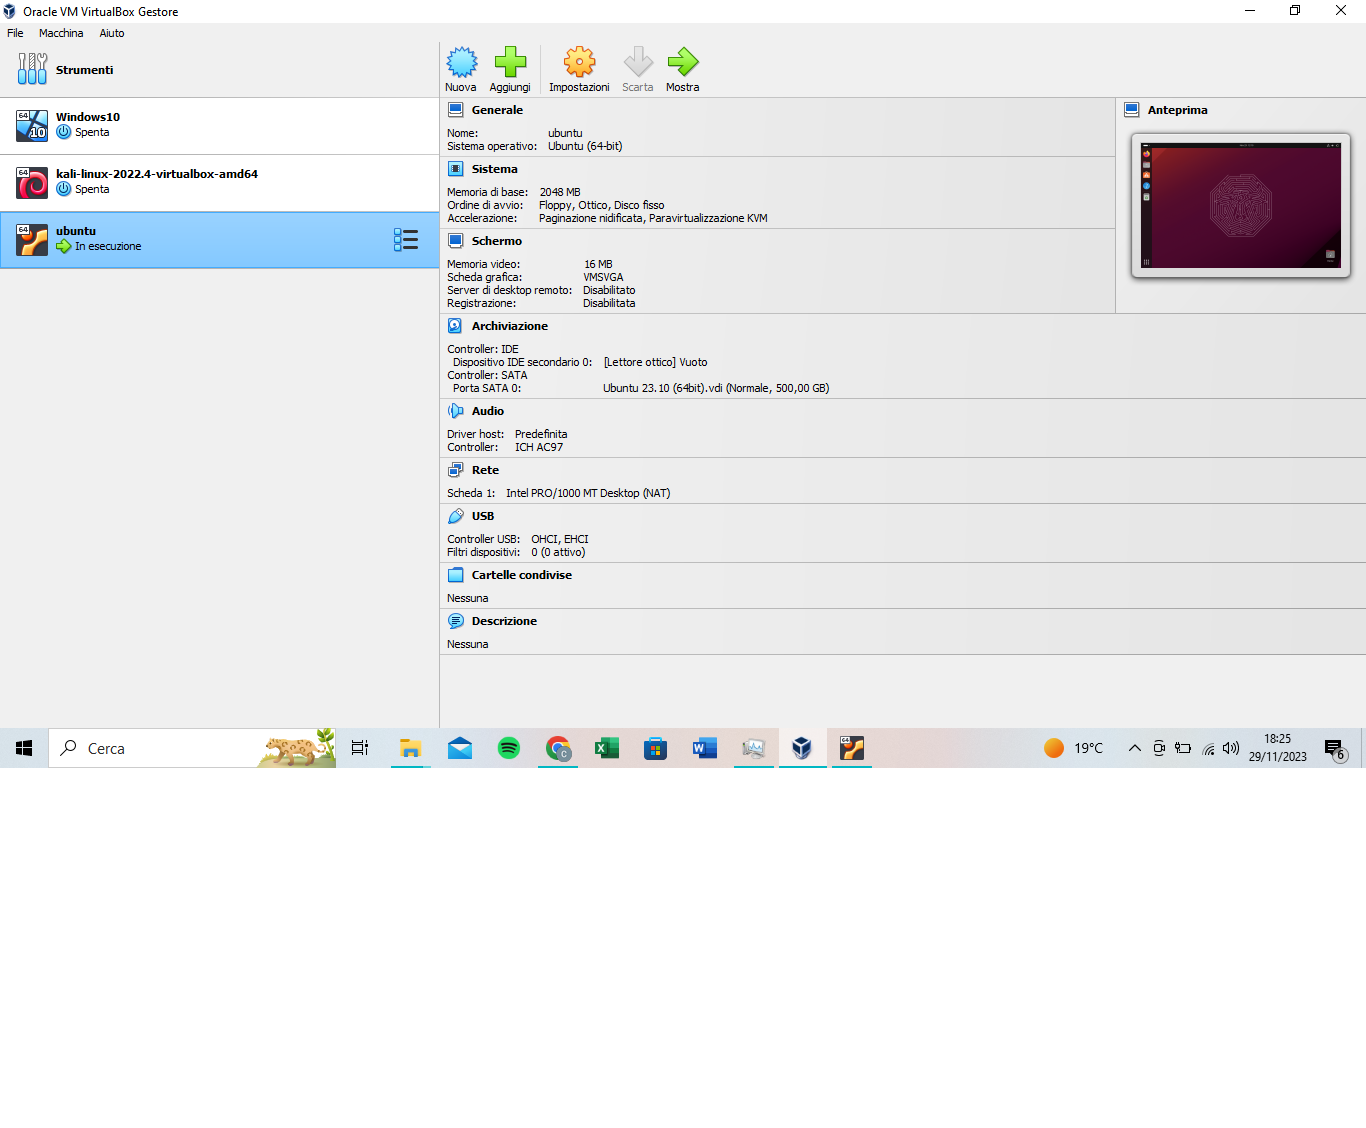 Oracle VM VirtualBox Gestore
File Macchina Aiuto
Strumenti
Nuova Aggiungi Impostazioni Scarta Mostra
64
10
Windows10
Spenta
64
kali-linux-2022.4-virtualbox-amd64
Spenta
64
ubuntu
In esecuzione
Generale
Nome: ubuntu
Sistema operativo: Ubuntu (64-bit)
Sistema
Memoria di base: 2048 MB
Ordine di avvio: Floppy, Ottico, Disco fisso
Accelerazione: Paginazione nidificata, Paravirtualizzazione KVM
Schermo
Memoria video: 16 MB
Scheda grafica: VMSVGA
Server di desktop remoto: Disabilitato
Registrazione: Disabilitata
Archiviazione
Controller: IDE
Dispositivo IDE secondario 0: [Lettore ottico] Vuoto
Controller: SATA
Porta SATA 0: Ubuntu 23.10 (64bit).vdi (Normale, 500,00 GB)
Audio
Driver host: Predefinita
Controller: ICH AC97
Rete
Scheda 1: Intel PRO/1000 MT Desktop (NAT)
USB
Controller USB: OHCI, EHCI
Filtri dispositivi: 0 (0 attivo)
Cartelle condivise
Nessuna
Descrizione
Nessuna
Anteprima
Cerca
C
X
W
64
19°C
18:25
29/11/2023
6